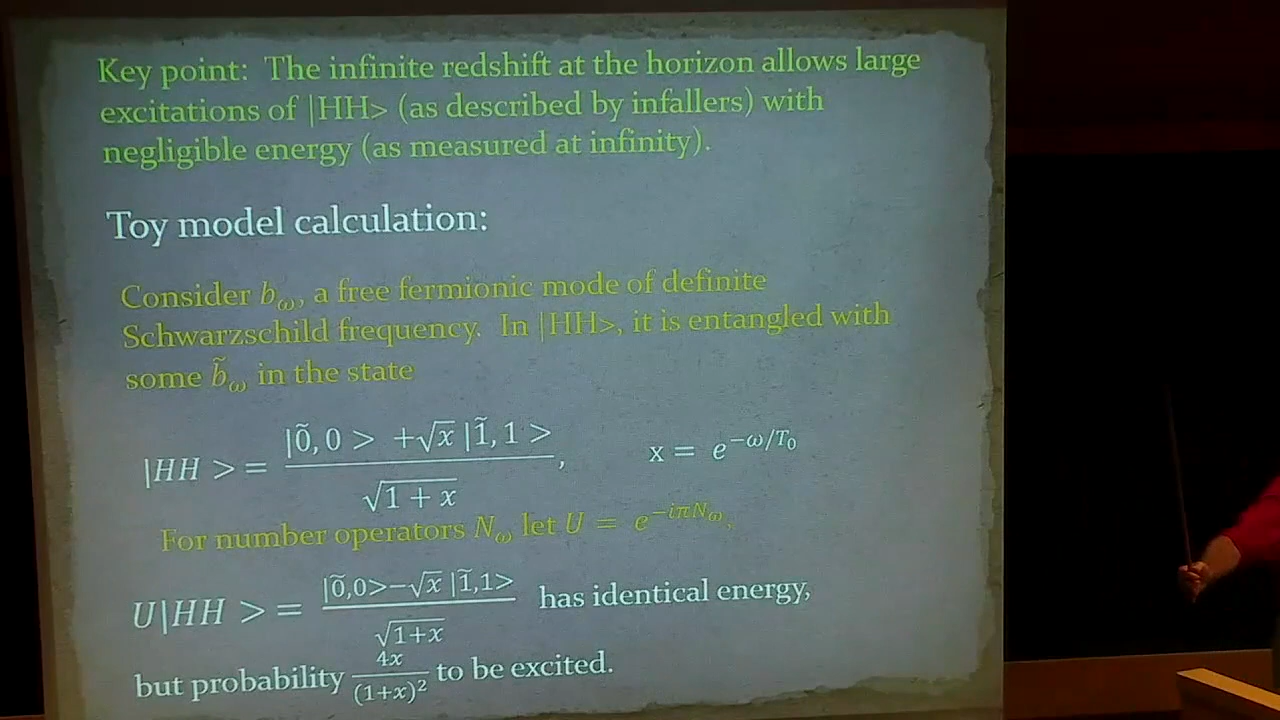 Key point: The infinite redshift at the horizon allows large
excitations of |HH> (as described by infallers) with
negligible energy (as measured at infinity).
Toy model calculation:
Consider b_ω, a free fermionic mode of definite
Schwarzschild frequency. In |HH>, it is entangled with
some b̃_ω in the state
|HH > = (|0̃, 0 > +√x |1̃, 1 >)/√(1 + x), x = e^{−ω/T₀}
For number operators N_ω let U = e^{−iπN_ω},
U|HH > = (|0̃,0>−√x |1̃,1>)/√(1+x) has identical energy,
but probability 4x/(1+x)² to be excited.